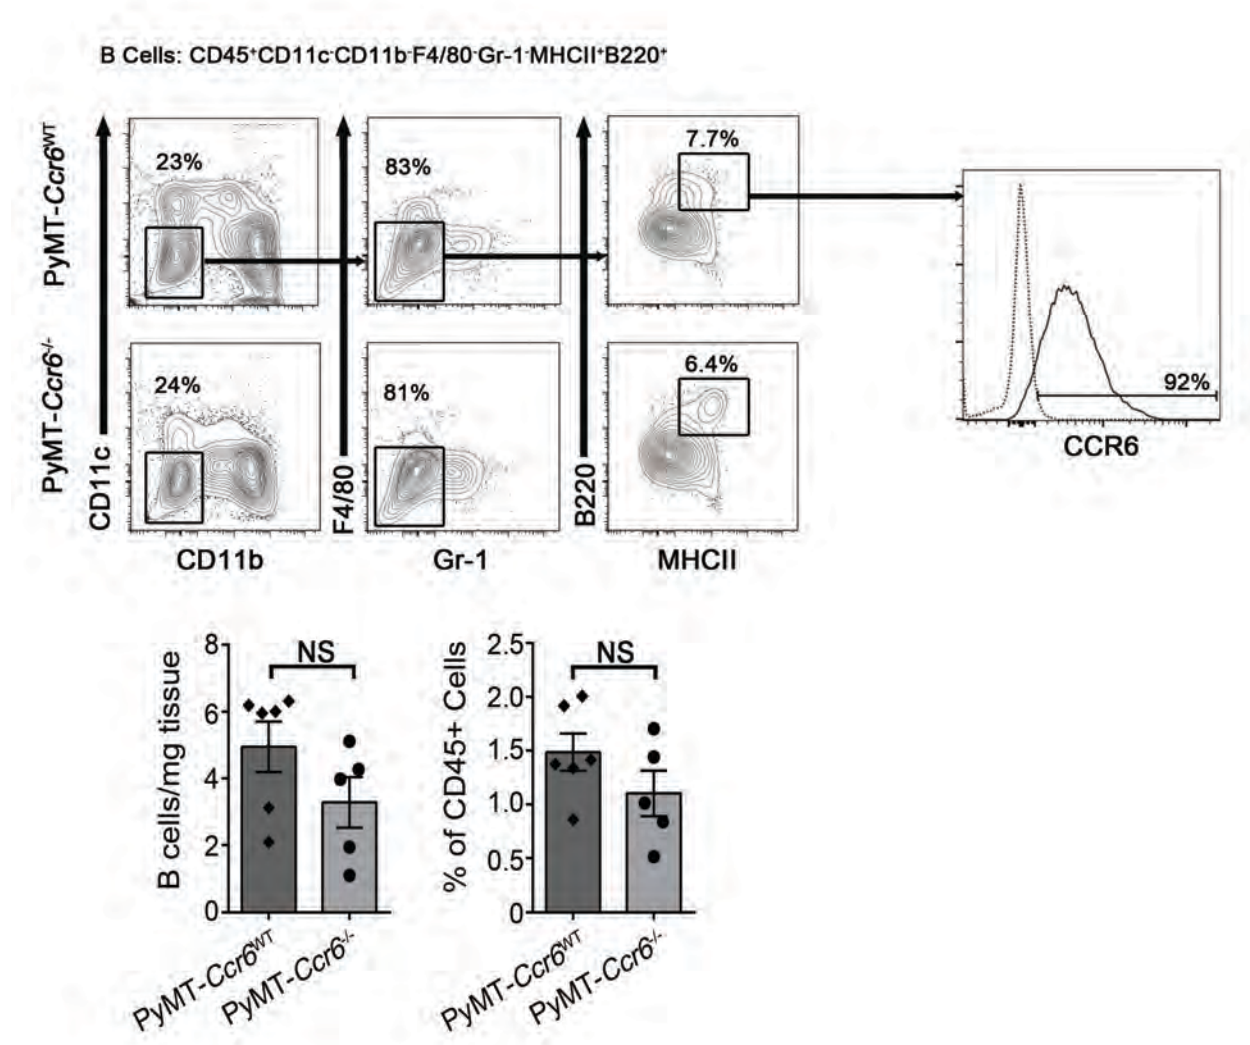 B Cells: CD45⁺CD11c⁻CD11b⁻F4/80⁻Gr-1⁻MHCII⁺B220⁺
PyMT-Ccr6ᵂᵀ
23%
83%
7.7%
PyMT-Ccr6⁻/⁻
24%
81%
6.4%
92%
CCR6
CD11c
F4/80
B220
CD11b
Gr-1
MHCII
B cells/mg tissue
8
6
4
2
0
NS
PyMT-Ccr6ᵂᵀ
PyMT-Ccr6⁻/⁻
% of CD45+ Cells
2.5
2.0
1.5
1.0
0.5
0
NS
PyMT-Ccr6ᵂᵀ
PyMT-Ccr6⁻/⁻